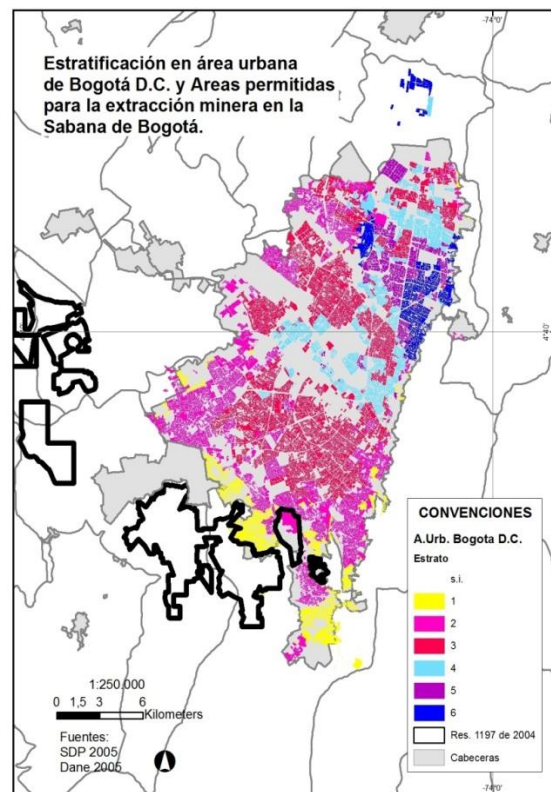 -74°0'
Estratificación en área urbana
de Bogotá D.C. y Areas permitidas
para la extracción minera en la
Sabana de Bogotá.
4°40'
CONVENCIONES
A.Urb. Bogota D.C.
Estrato
s.i.
1
2
3
4
5
6
Res. 1197 de 2004
Cabeceras
1:250.000
0 1,5 3 6
Kilometers
Fuentes:
SDP 2005
Dane 2005
-74°0'